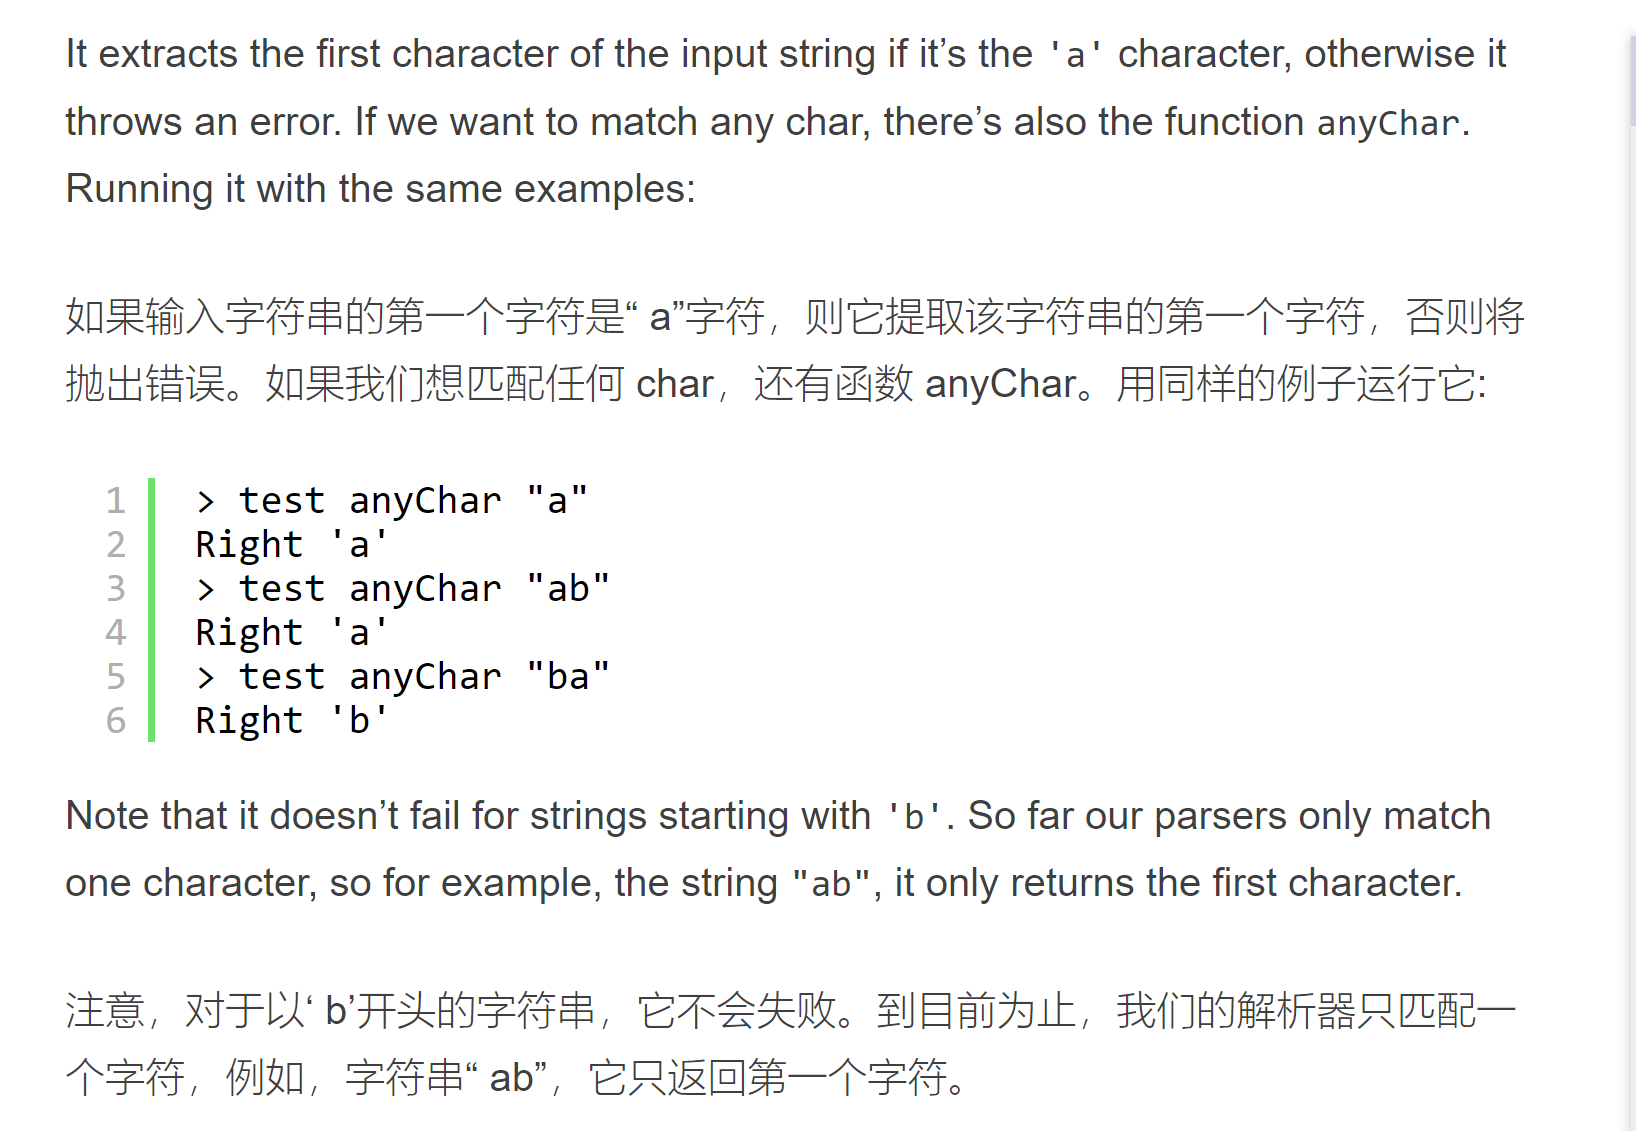 It extracts the first character of the input string if it’s the 'a' character, otherwise it
throws an error. If we want to match any char, there’s also the function anyChar.
Running it with the same examples:
如果输入字符串的第一个字符是“ a”字符，则它提取该字符串的第一个字符，否则将
抛出错误。如果我们想匹配任何 char，还有函数 anyChar。用同样的例子运行它:
1 > test anyChar "a"
2 Right 'a'
3 > test anyChar "ab"
4 Right 'a'
5 > test anyChar "ba"
6 Right 'b'
Note that it doesn’t fail for strings starting with 'b'. So far our parsers only match
one character, so for example, the string "ab", it only returns the first character.
注意，对于以‘ b’开头的字符串，它不会失败。到目前为止，我们的解析器只匹配一
个字符，例如，字符串“ ab”，它只返回第一个字符。